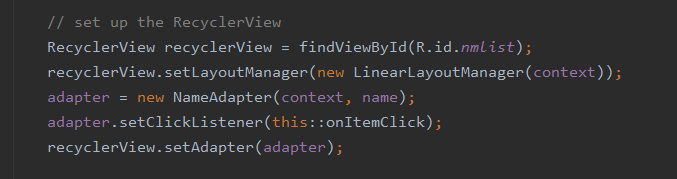 // set up the RecyclerView
RecyclerView recyclerView = findViewById(R.id.nmlist);
recyclerView.setLayoutManager(new LinearLayoutManager(context));
adapter = new NameAdapter(context, name);
adapter.setClickListener(this::onItemClick);
recyclerView.setAdapter(adapter);